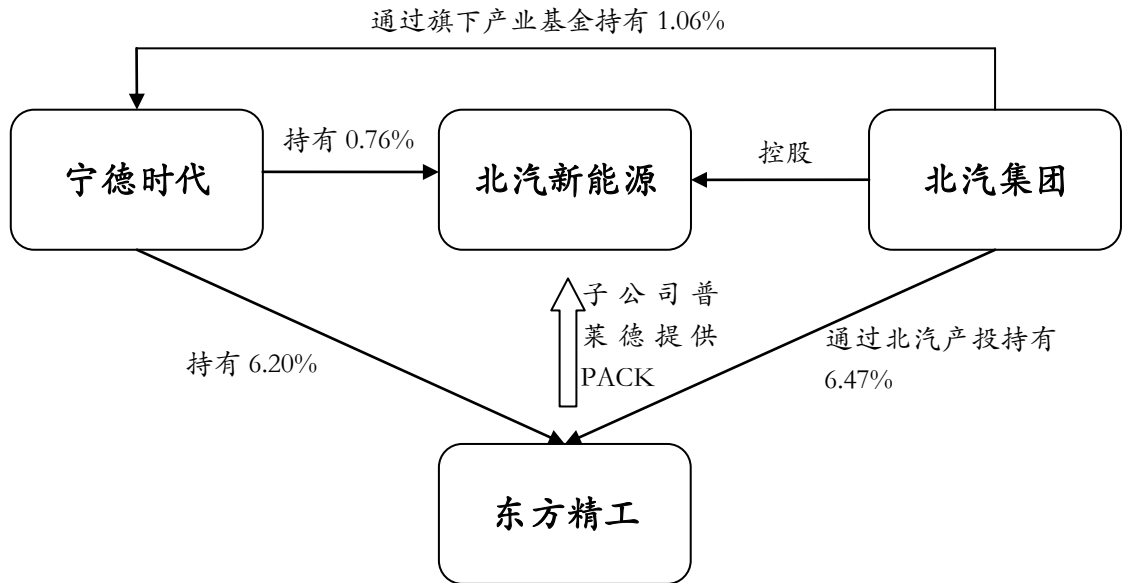 通过旗下产业基金持有 1.06%
宁德时代
持有 0.76%
北汽新能源
控股
北汽集团
持有 6.20%
子公司普
莱德提供
PACK
通过北汽产投持有
6.47%
东方精工